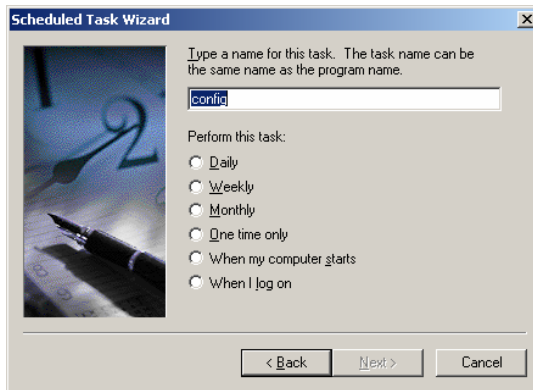 Scheduled Task Wizard
Type a name for this task. The task name can be
the same name as the program name.
config
Perform this task:
Daily
Weekly
Monthly
One time only
When my computer starts
When I log on
< Back
Next >
Cancel